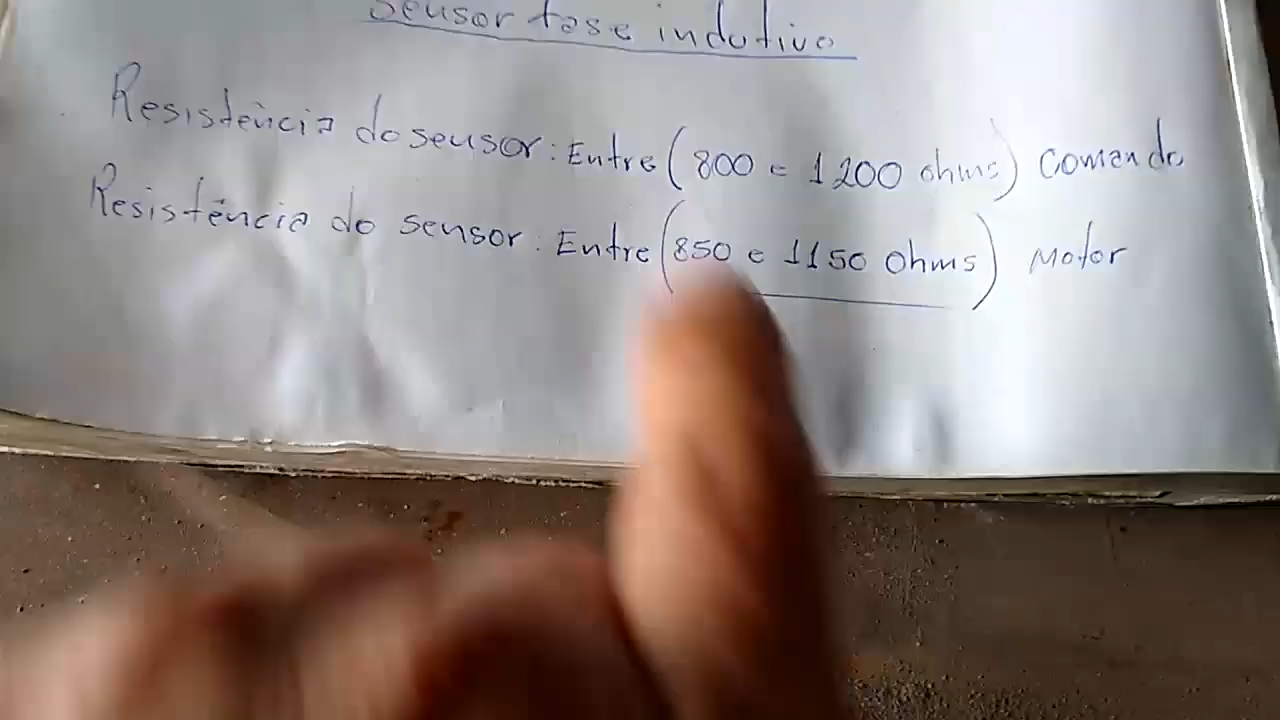 Sensor fase indutivo
Resistência do sensor: Entre (800 e 1200 ohms) Comando
Resistência do sensor: Entre (850 e 1150 Ohms) Motor